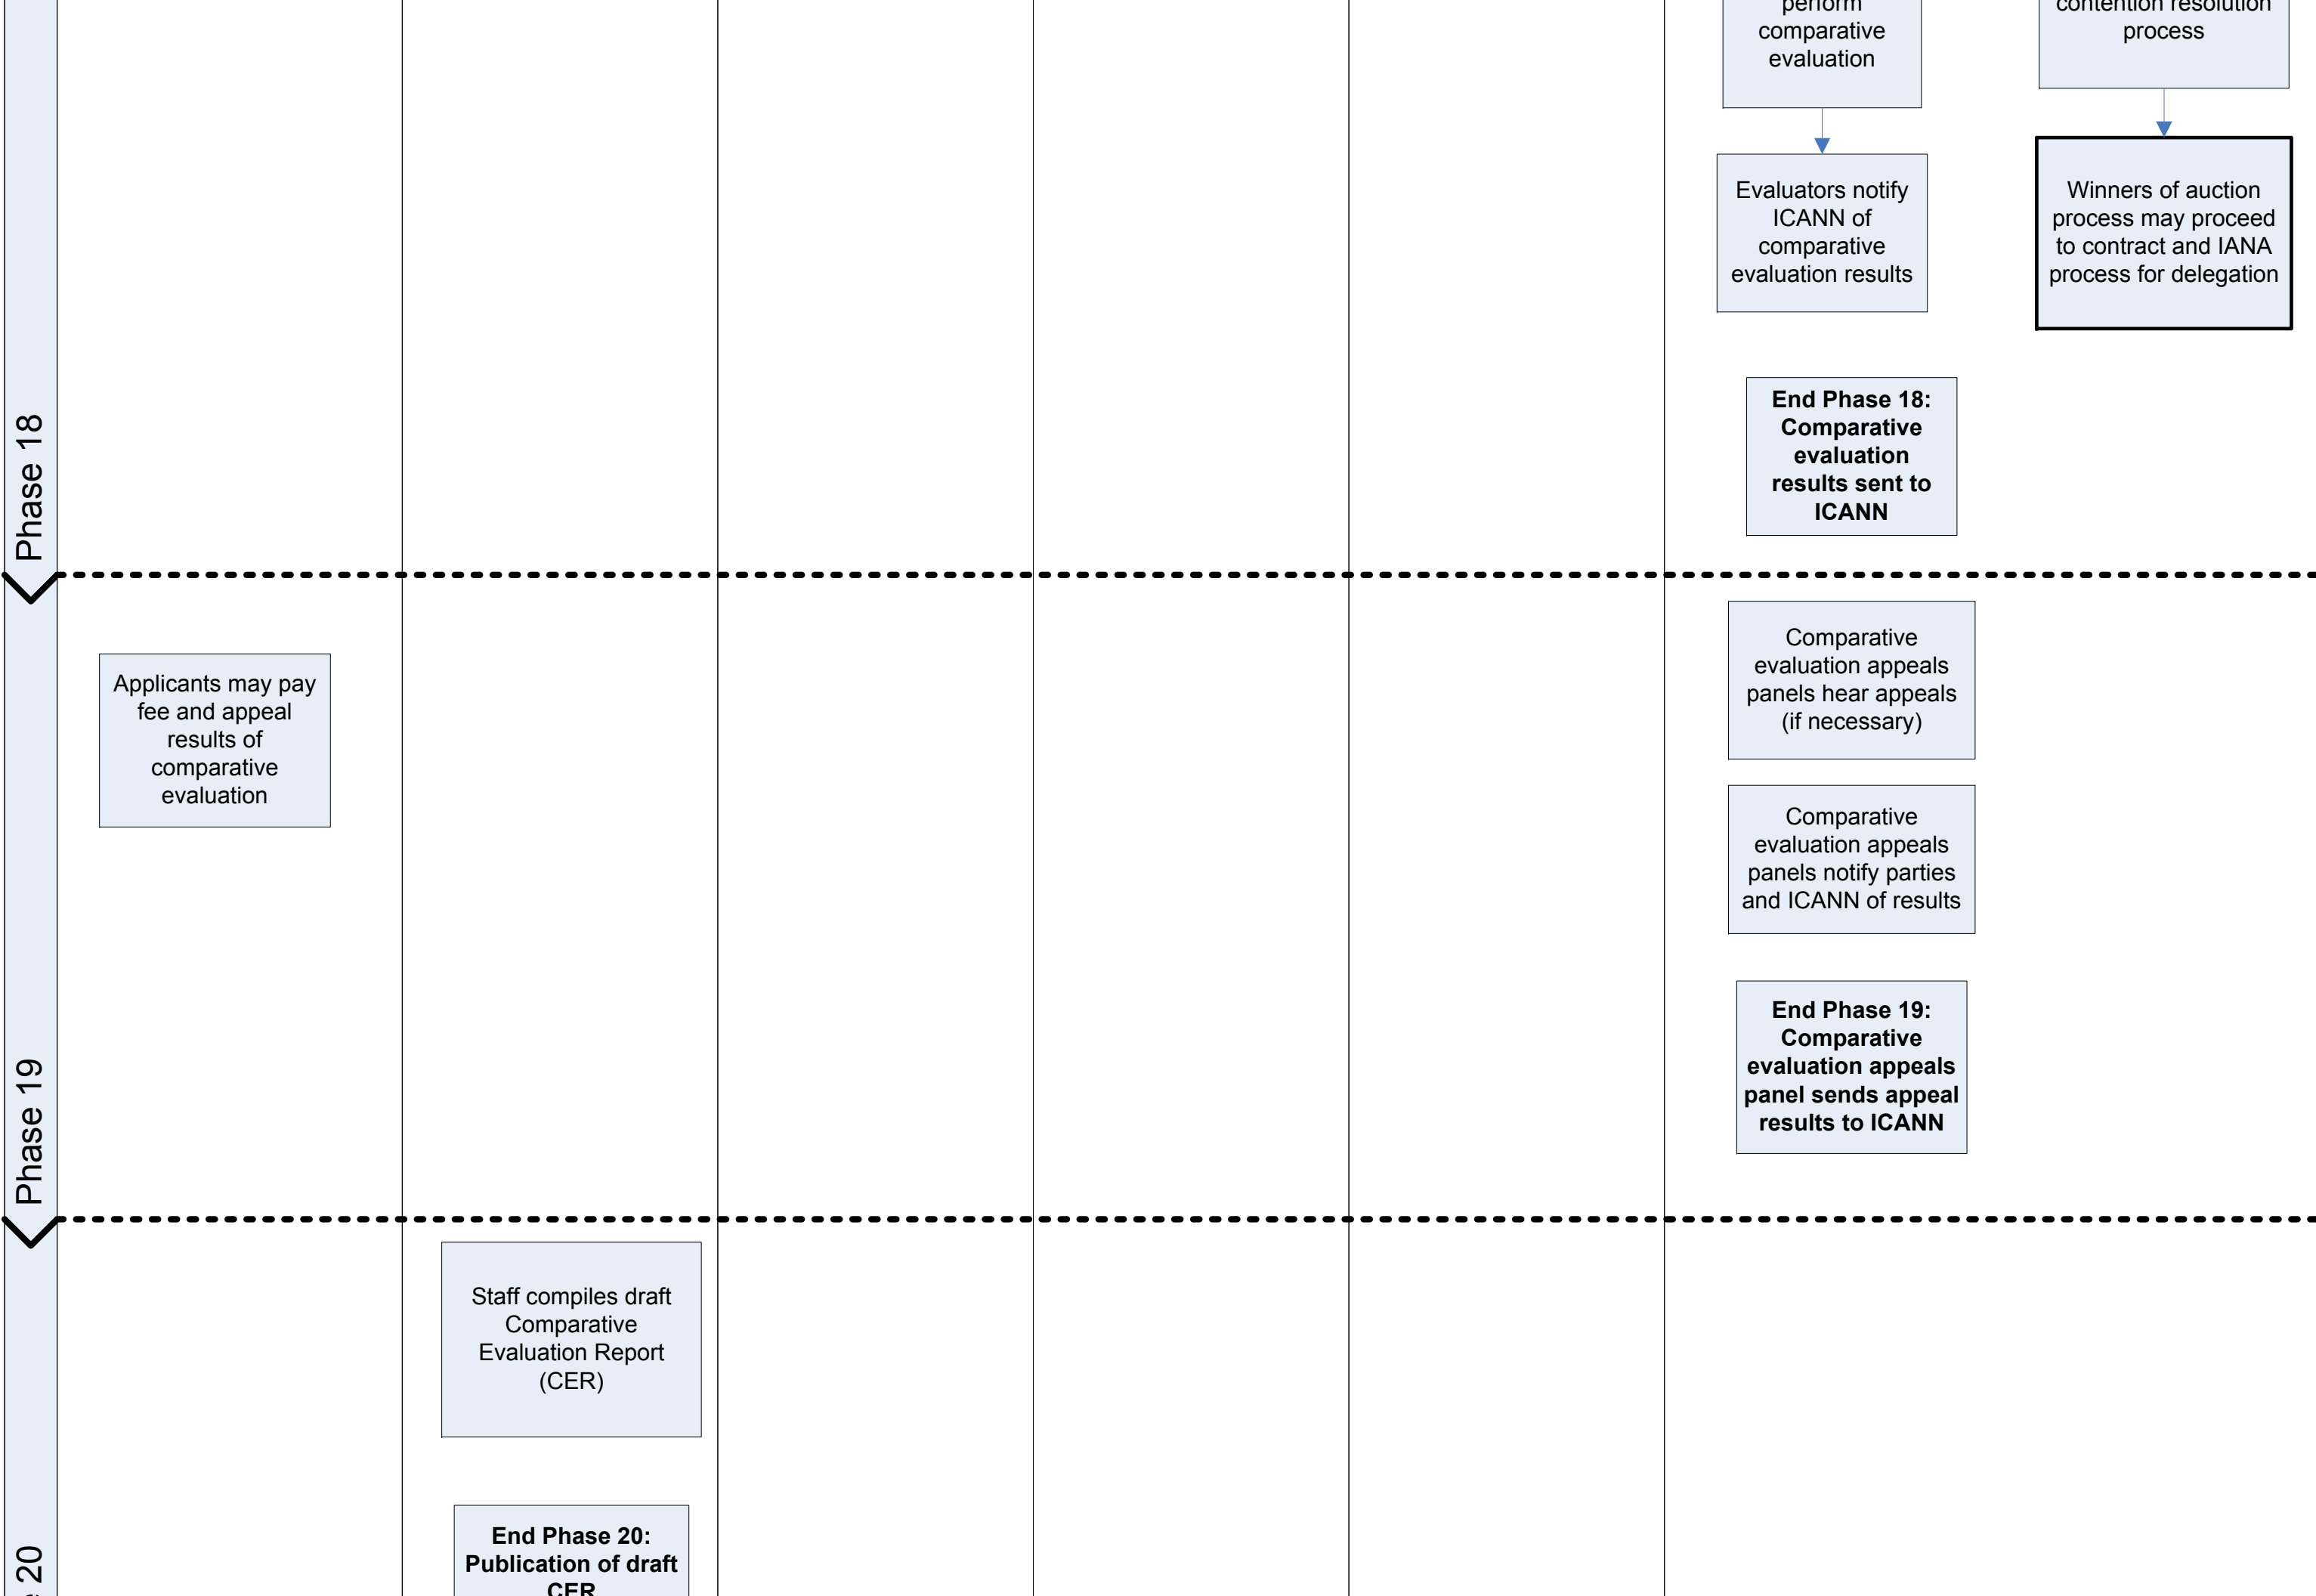 perform
comparative
evaluation
contention resolution
process
Evaluators notify
ICANN of
comparative
evaluation results
Winners of auction
process may proceed
to contract and IANA
process for delegation
End Phase 18:
Comparative
evaluation
results sent to
ICANN
Phase 18
Applicants may pay
fee and appeal
results of
comparative
evaluation
Comparative
evaluation appeals
panels hear appeals
(if necessary)
Comparative
evaluation appeals
panels notify parties
and ICANN of results
End Phase 19:
Comparative
evaluation appeals
panel sends appeal
results to ICANN
Phase 19
Staff compiles draft
Comparative
Evaluation Report
(CER)
End Phase 20:
Publication of draft
CER
20